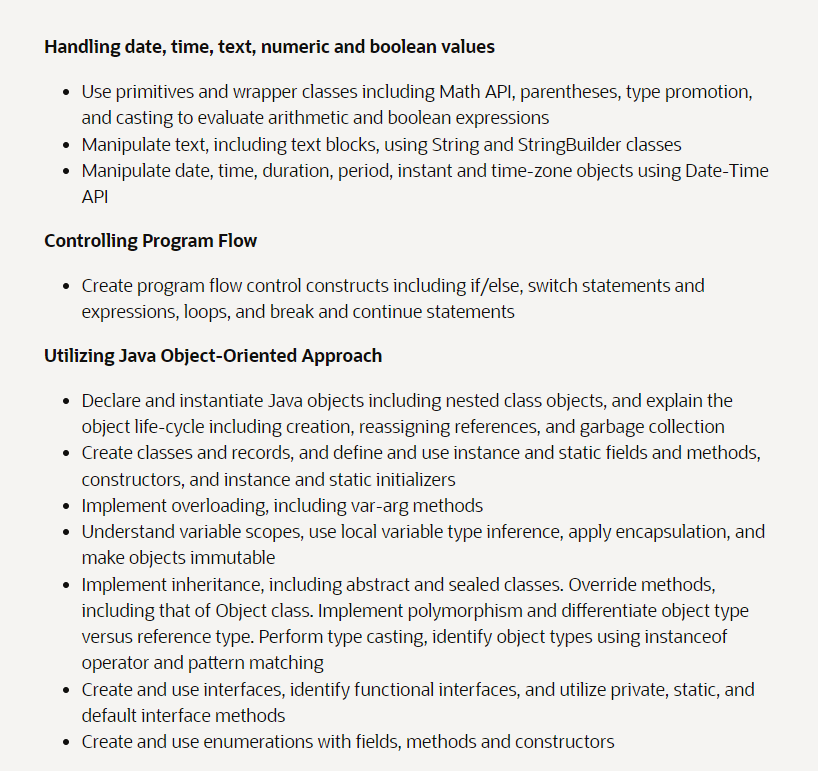 Handling date, time, text, numeric and boolean values
• Use primitives and wrapper classes including Math API, parentheses, type promotion,
and casting to evaluate arithmetic and boolean expressions
• Manipulate text, including text blocks, using String and StringBuilder classes
• Manipulate date, time, duration, period, instant and time-zone objects using Date-Time
API
Controlling Program Flow
• Create program flow control constructs including if/else, switch statements and
expressions, loops, and break and continue statements
Utilizing Java Object-Oriented Approach
• Declare and instantiate Java objects including nested class objects, and explain the
object life-cycle including creation, reassigning references, and garbage collection
• Create classes and records, and define and use instance and static fields and methods,
constructors, and instance and static initializers
• Implement overloading, including var-arg methods
• Understand variable scopes, use local variable type inference, apply encapsulation, and
make objects immutable
• Implement inheritance, including abstract and sealed classes. Override methods,
including that of Object class. Implement polymorphism and differentiate object type
versus reference type. Perform type casting, identify object types using instanceof
operator and pattern matching
• Create and use interfaces, identify functional interfaces, and utilize private, static, and
default interface methods
• Create and use enumerations with fields, methods and constructors